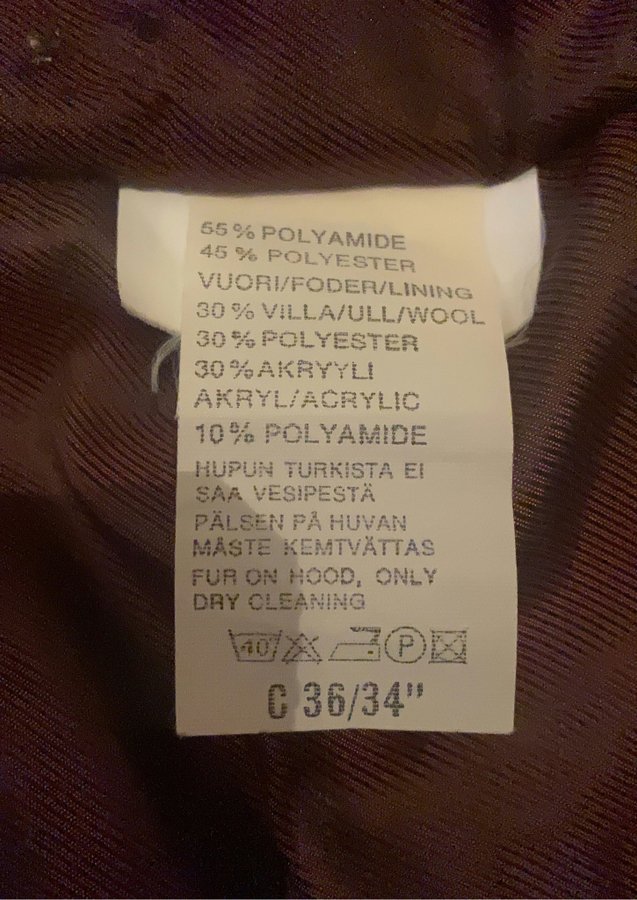 55% POLYAMIDE
45% POLYESTER
VUORI/FODER/LINING
30% VILLA/ULL/WOOL
30% POLYESTER
30% AKRYYLI
AKRYL/ACRYLIC
10% POLYAMIDE
HUPUN TURKISTA EI
SAA VESIPESTÄ
PÄLSEN PÅ HUVAN
MÅSTE KEMTVÄTTAS
FUR ON HOOD, ONLY
DRY CLEANING
40 P
C 36/34"